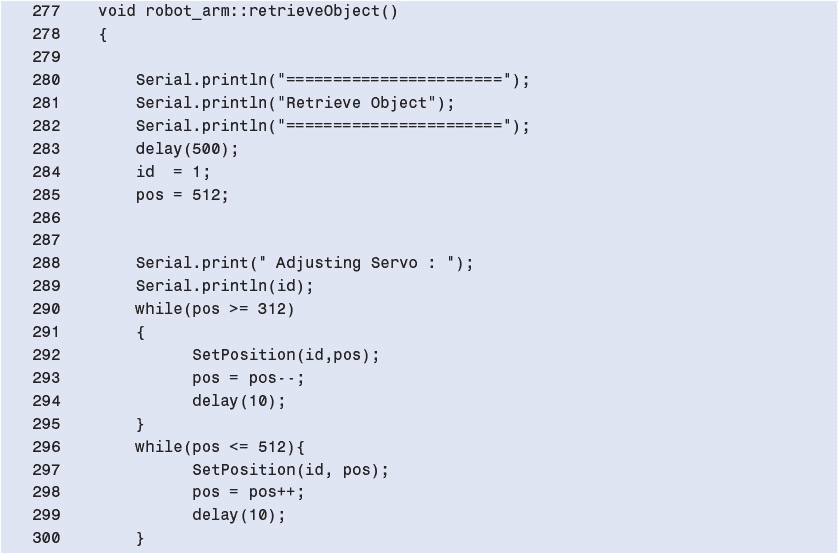 277 void robot_arm::retrieveObject()
278 {
279
280 Serial.println("=======================");
281 Serial.println("Retrieve Object");
282 Serial.println("=======================");
283 delay(500);
284 id = 1;
285 pos = 512;
286
287
288 Serial.print(" Adjusting Servo : ");
289 Serial.println(id);
290 while(pos >= 312)
291 {
292 SetPosition(id,pos);
293 pos = pos--;
294 delay(10);
295 }
296 while(pos <= 512){
297 SetPosition(id, pos);
298 pos = pos++;
299 delay(10);
300 }